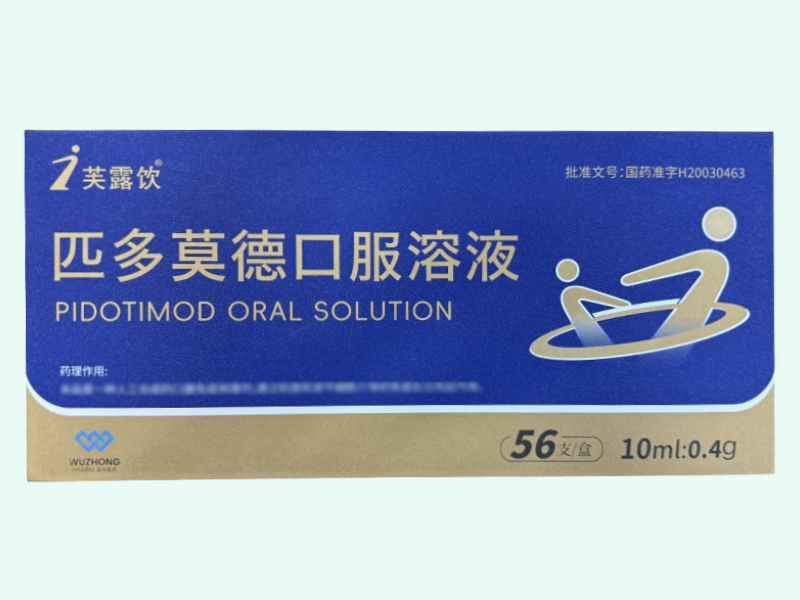 芙露饮®
批准文号：国药准字H20030463
匹多莫德口服溶液
PIDOTIMOD ORAL SOLUTION
药理作用：
WUZHONG
56支/盒
10ml:0.4g